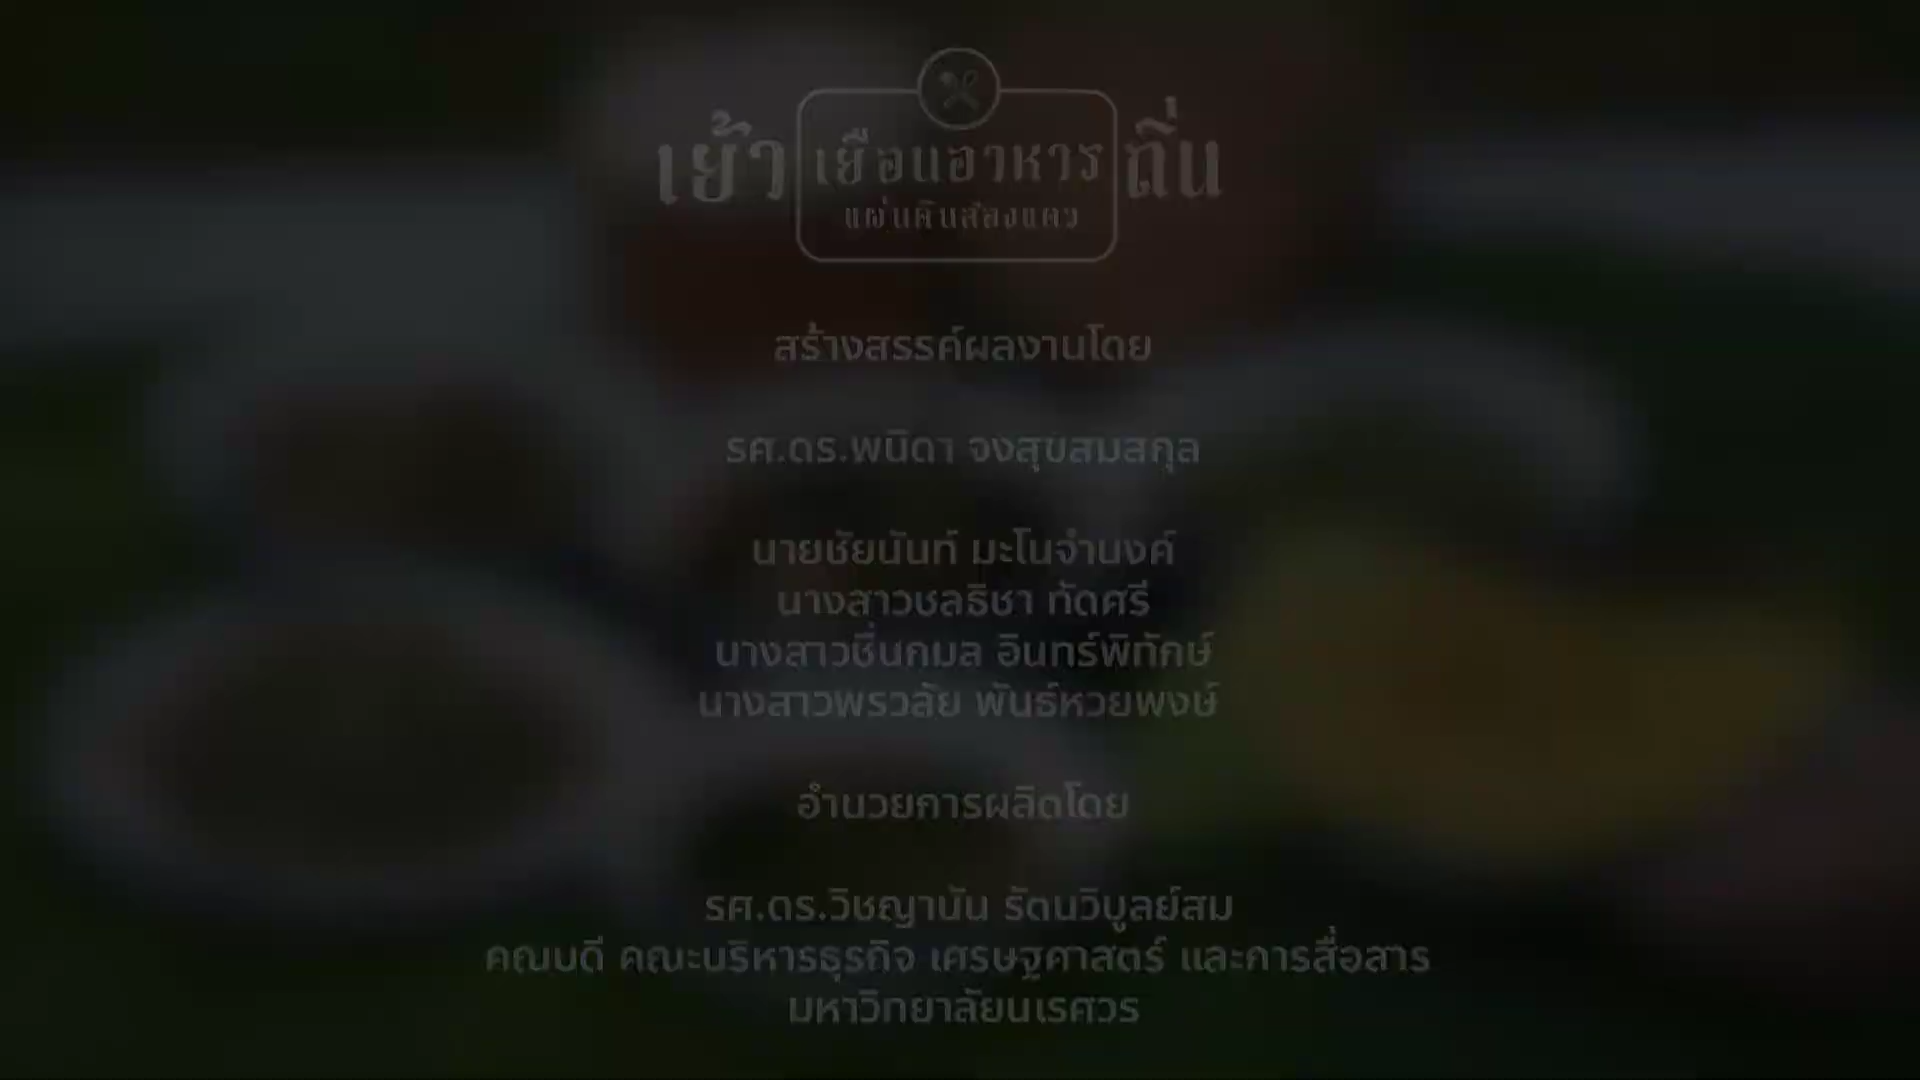 เย้า เยือนอาหาร ถิ่น
แผ่นดินสองแคว
สร้างสรรค์ผลงานโดย
รศ.ดร.พนิดา จงสุขสมสกุล
นายชัยนันท์ มะโนจำนงค์
นางสาวชลธิชา ทัดศรี
นางสาวชื่นกมล อินทร์พิทักษ์
นางสาวพรวลัย พันธ์หวยพงษ์
อำนวยการผลิตโดย
รศ.ดร.วิชญานัน รัตนวิบูลย์สม
คณบดี คณะบริหารธุรกิจ เศรษฐศาสตร์ และการสื่อสาร
มหาวิทยาลัยนเรศวร